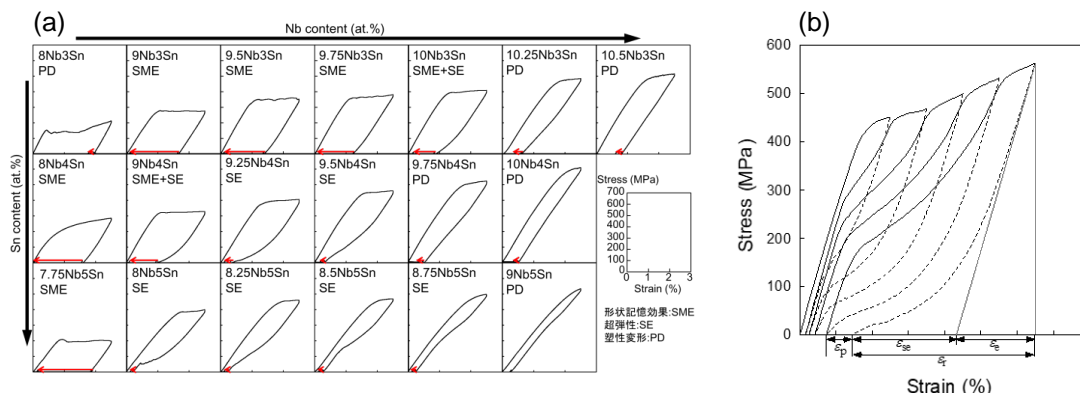 (a)
Nb content (at.%)
Sn content (at.%)
8Nb3Sn
PD
9Nb3Sn
SME
9.5Nb3Sn
SME
9.75Nb3Sn
SME
10Nb3Sn
SME+SE
10.25Nb3Sn
PD
10.5Nb3Sn
PD
8Nb4Sn
SME
9Nb4Sn
SME+SE
9.25Nb4Sn
SE
9.5Nb4Sn
SE
9.75Nb4Sn
PD
10Nb4Sn
PD
7.75Nb5Sn
SME
8Nb5Sn
SE
8.25Nb5Sn
SE
8.5Nb5Sn
SE
8.75Nb5Sn
SE
9Nb5Sn
PD
Stress (MPa)
700
600
500
400
300
200
100
0 1 2 3
Strain (%)
形状記憶効果:SME
超弾性:SE
塑性変形:PD
(b)
Stress (MPa)
600
500
400
300
200
100
0
εp
εse
εe
εr
Strain (%)